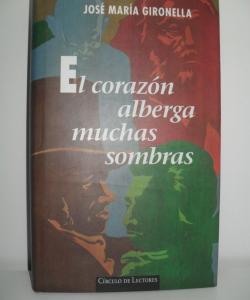 JOSÉ MARÍA GIRONELLA
El corazón
alberga
muchas
sombras
CÍRCULO DE LECTORES